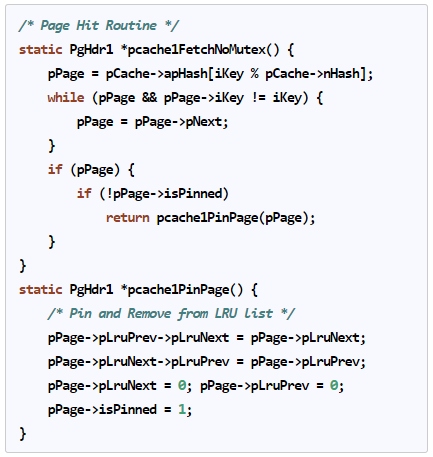 /* Page Hit Routine */
static PgHdr1 *pcache1FetchNoMutex() {
    pPage = pCache->apHash[iKey % pCache->nHash];
    while (pPage && pPage->iKey != iKey) {
        pPage = pPage->pNext;
    }
    if (pPage) {
        if (!pPage->isPinned)
            return pcache1PinPage(pPage);
    }
}
static PgHdr1 *pcache1PinPage() {
    /* Pin and Remove from LRU list */
    pPage->pLruPrev->pLruNext = pPage->pLruNext;
    pPage->pLruNext->pLruPrev = pPage->pLruPrev;
    pPage->pLruNext = 0; pPage->pLruPrev = 0;
    pPage->isPinned = 1;
}